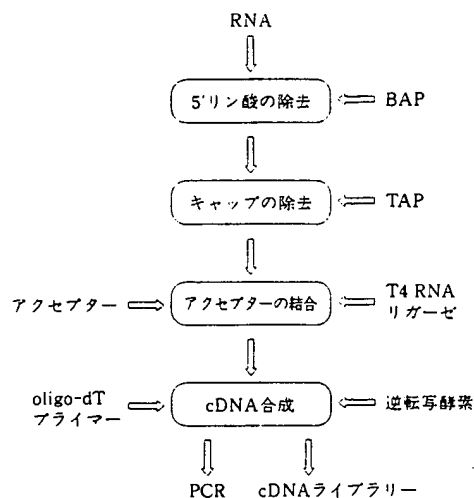 RNA
5'リン酸の除去
BAP
キャップの除去
TAP
アクセプター
アクセプターの結合
T4 RNA
リガーゼ
oligo-dT
プライマー
cDNA合成
逆転写酵素
PCR
cDNAライブラリー